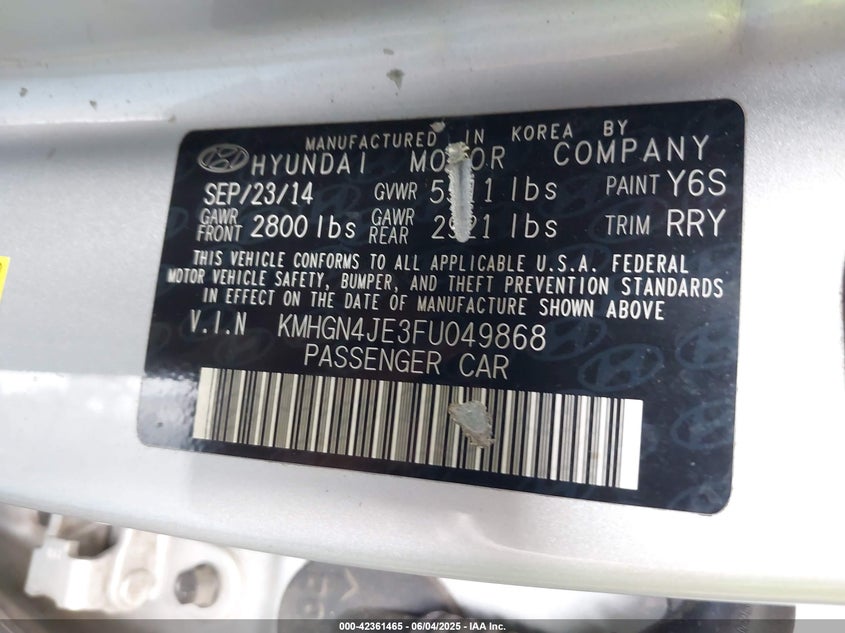 MANUFACTURED IN KOREA BY
HYUNDAI MOTOR COMPANY
SEP/23/14 GVWR lbs PAINT Y6S
GAWR FRONT 2800 lbs GAWR REAR lbs TRIM RRY
THIS VEHICLE CONFORMS TO ALL APPLICABLE U.S.A. FEDERAL
MOTOR VEHICLE SAFETY, BUMPER, AND THEFT PREVENTION STANDARDS
IN EFFECT ON THE DATE OF MANUFACTURE SHOWN ABOVE
V.I.N KMHGN4JE3FU049868
PASSENGER CAR
000-42361465 - 06/04/2025 - IAA Inc.